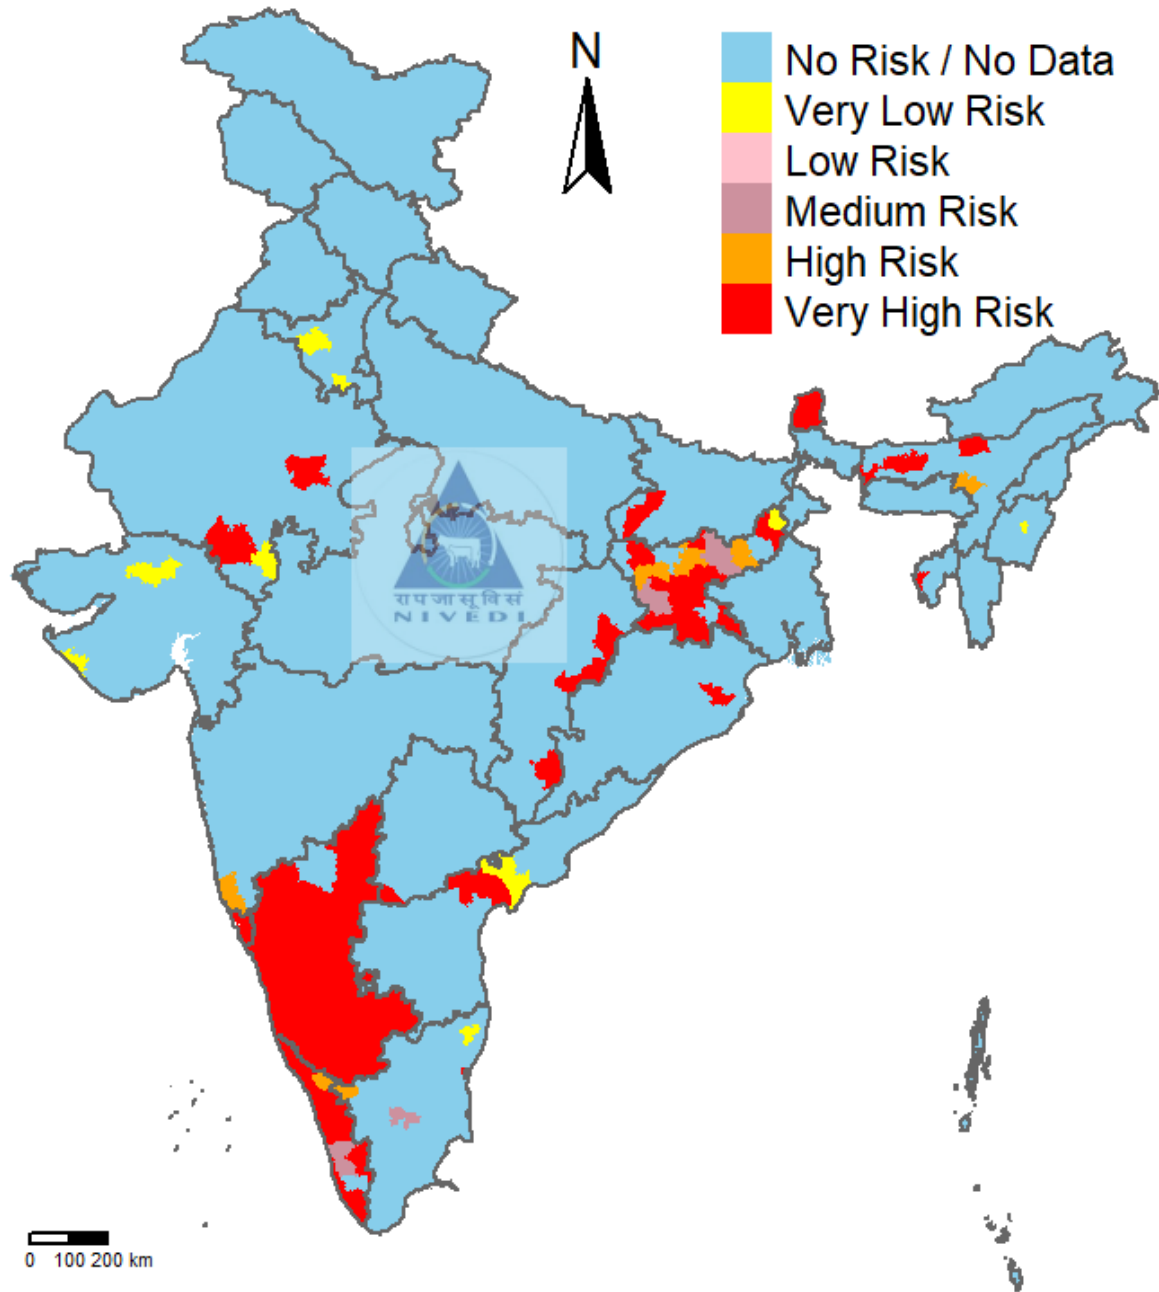 N
No Risk / No Data
Very Low Risk
Low Risk
Medium Risk
High Risk
Very High Risk
रा प जा सू वि सं
NIVEDI
0 100 200 km